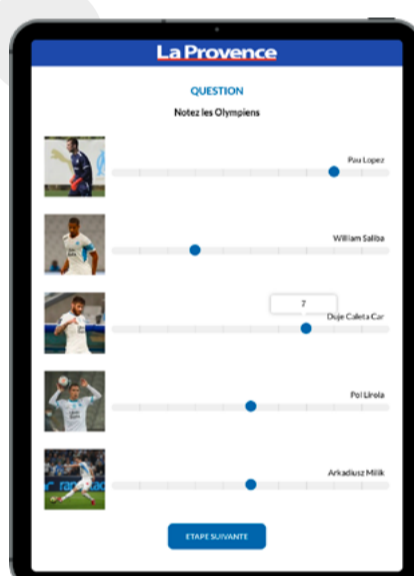 La Provence
QUESTION
Notez les Olympiens
Pau Lopez
William Saliba
7
Duje Caleta Car
Pol Lirola
Arkadiusz Milik
ETAPE SUIVANTE